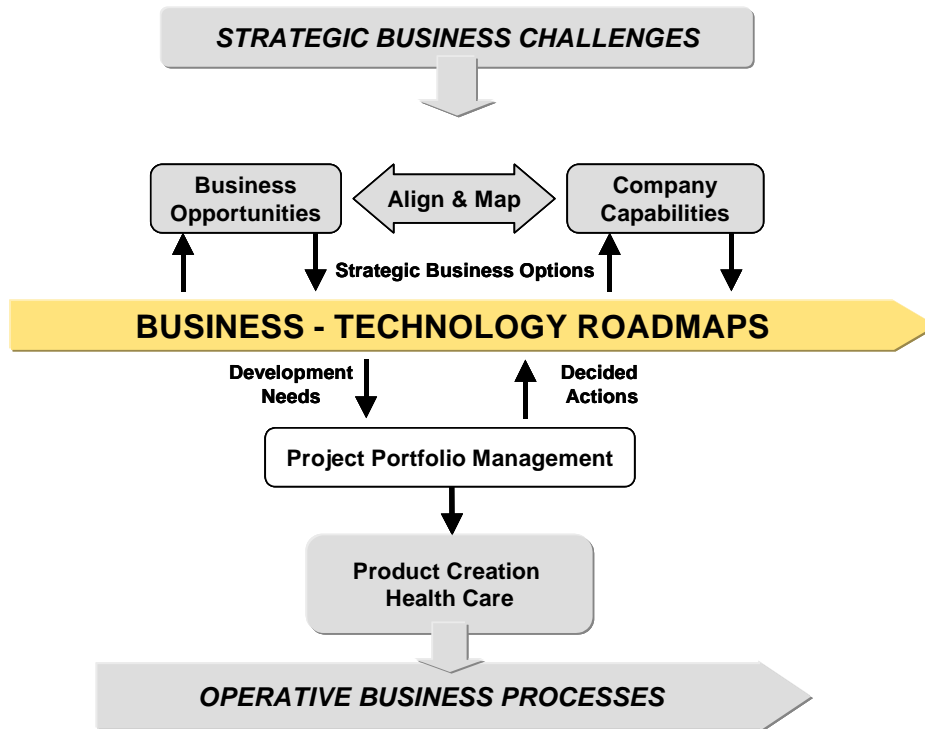 STRATEGIC BUSINESS CHALLENGES
Business
Opportunities
Align & Map
Company
Capabilities
Strategic Business Options
BUSINESS - TECHNOLOGY ROADMAPS
Development
Needs
Decided
Actions
Project Portfolio Management
Product Creation
Health Care
OPERATIVE BUSINESS PROCESSES